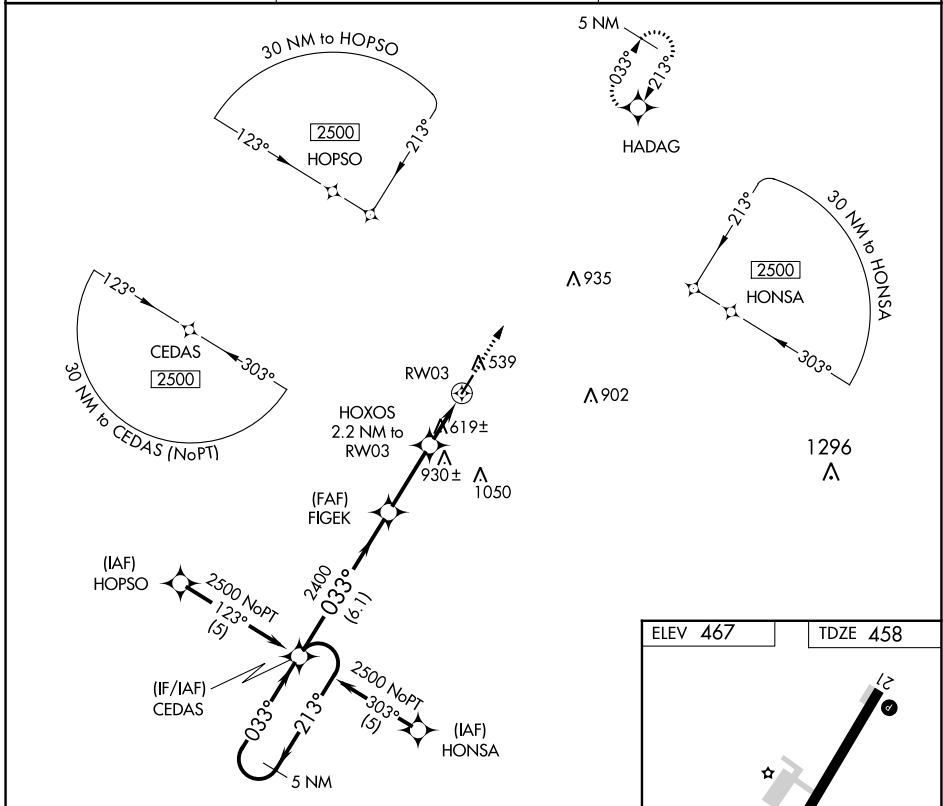 5 NM
033°
213°
HADAG
30 NM to HOPSO
2500
HOPSO
123°
213°
213°
30 NM to HONSA
2500
HONSA
303°
123°
CEDAS
2500
303°
30 NM to CEDAS (NoPT)
935
902
1296
539
RW03
HOXOS
2.2 NM to
RW03
619±
930±
1050
(FAF)
FIGEK
2400
033°
(6.1)
(IAF)
HOPSO
2500 NoPT
123°
(5)
(IF/IAF)
CEDAS
033°
213°
5 NM
2500 NoPT
303°
(5)
(IAF)
HONSA
ELEV 467
TDZE 458
21
P